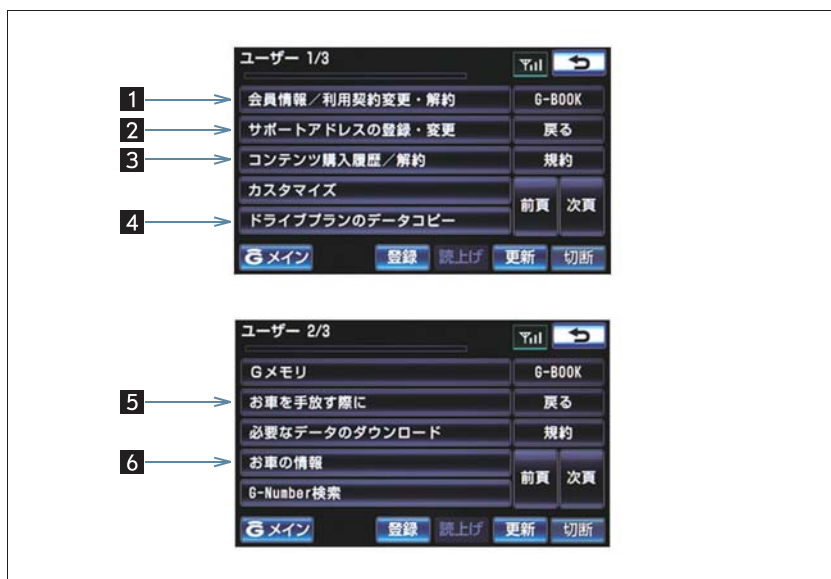 ユーザー 1/3
1 会員情報／利用契約変更・解約 G-BOOK
2 サポートアドレスの登録・変更 戻る
3 コンテンツ購入履歴／解約 規約
カスタマイズ 前頁 次頁
4 ドライブプランのデータコピー
G メイン 登録 読上げ 更新 切断
ユーザー 2/3
Gメモリ G-BOOK
5 お車を手放す際に 戻る
必要なデータのダウンロード 規約
6 お車の情報 前頁 次頁
G-Number検索
G メイン 登録 読上げ 更新 切断